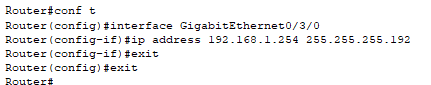 Router#conf t
Router(config)#interface GigabitEthernet0/3/0
Router(config-if)#ip address 192.168.1.254 255.255.255.192
Router(config-if)#exit
Router(config)#exit
Router#